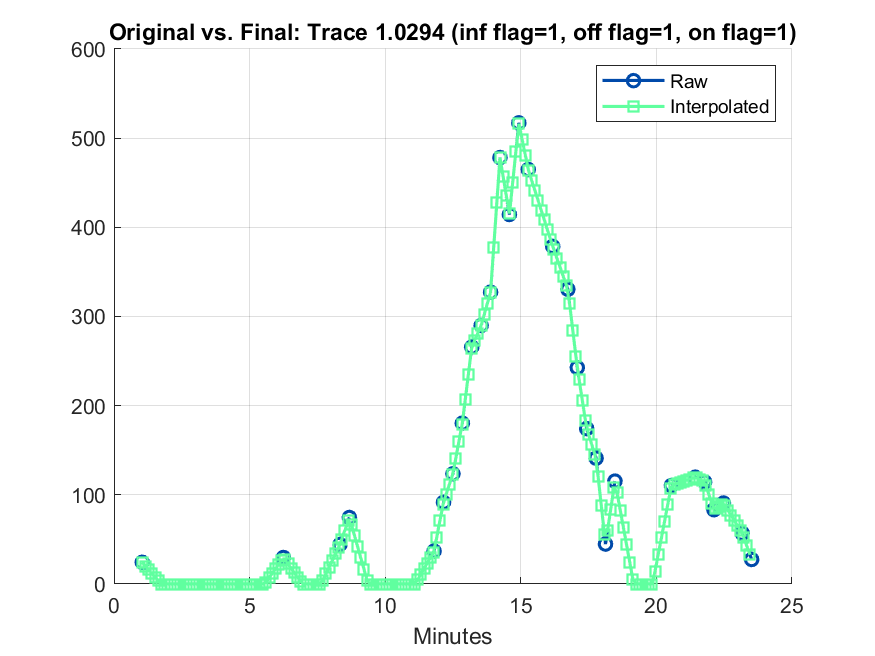 Original vs. Final: Trace 1.0294 (inf flag=1, off flag=1, on flag=1)
600
Raw
Interpolated
500
400
300
200
100
0
0 5 10 15 20 25
Minutes